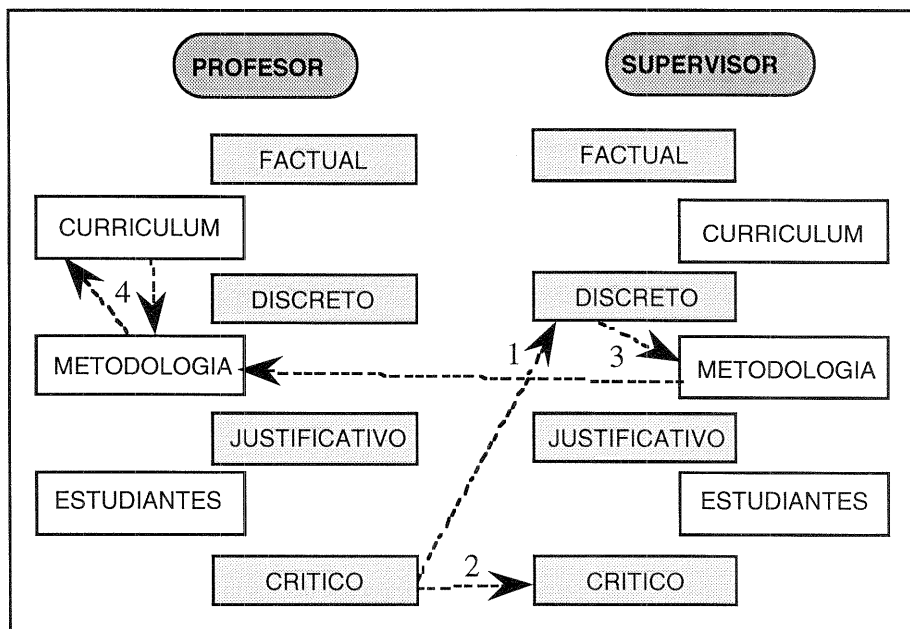 PROFESOR
SUPERVISOR
FACTUAL
FACTUAL
CURRICULUM
CURRICULUM
4
DISCRETO
DISCRETO
1
3
METODOLOGIA
METODOLOGIA
JUSTIFICATIVO
JUSTIFICATIVO
ESTUDIANTES
ESTUDIANTES
2
CRITICO
CRITICO